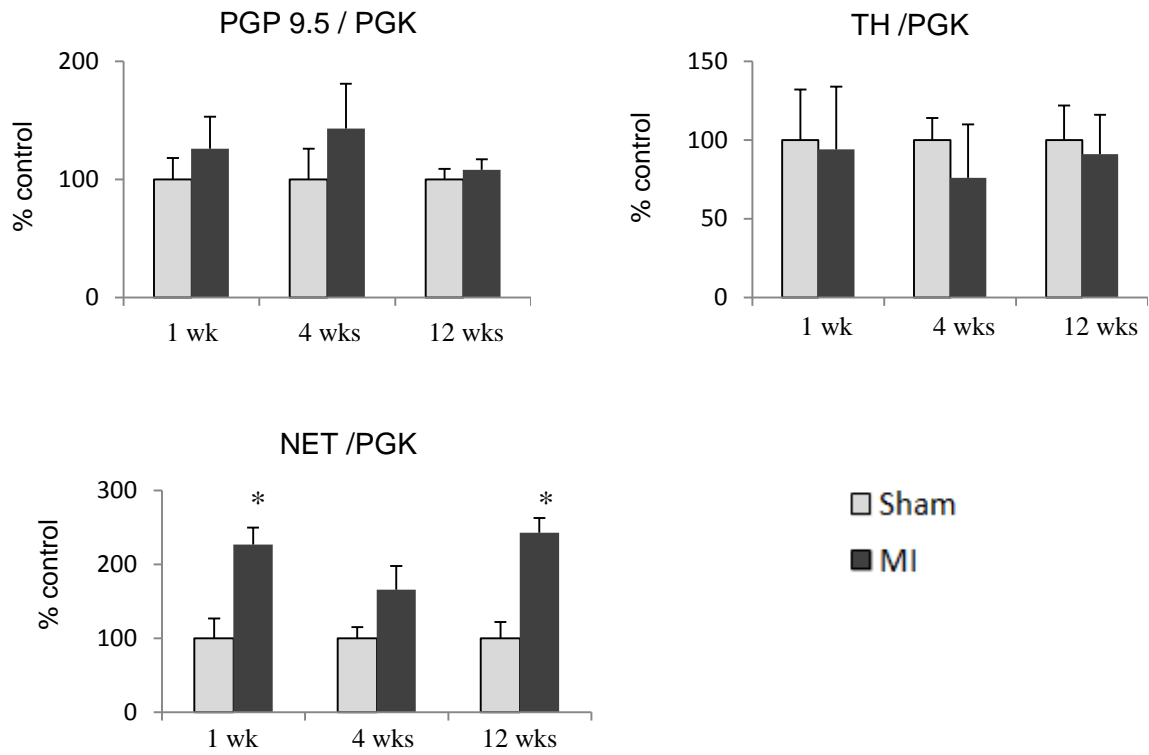 PGP 9.5 / PGK
200
100
0
% control
1 wk 4 wks 12 wks
TH /PGK
150
100
50
0
% control
1 wk 4 wks 12 wks
NET /PGK
300
200
100
0
% control
* *
1 wk 4 wks 12 wks
Sham
MI